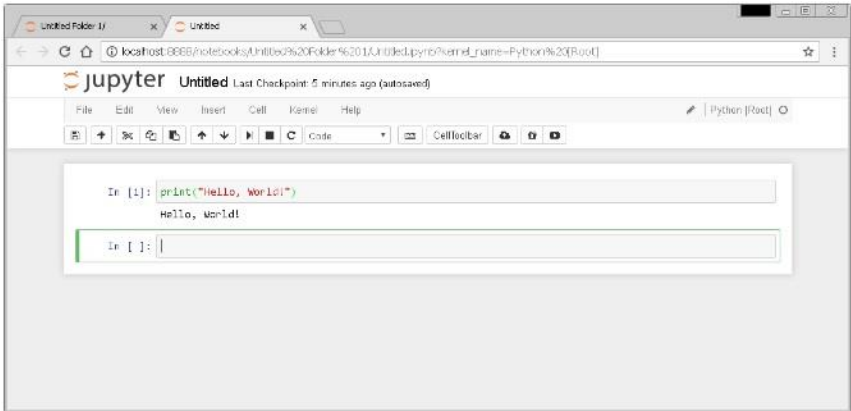 Untitled Folder 1/
Untitled
localhost:8888/notebooks/Untitled%20Folder%201/Untitled.ipynb?kernel_name=Python%20[Root]
jupyter Untitled Last Checkpoint: 5 minutes ago (autosaved)
File Edit View Insert Cell Kernel Help Python [Root]
Code CellToolbar
In [1]: print("Hello, World!")
Hello, World!
In [ ]: